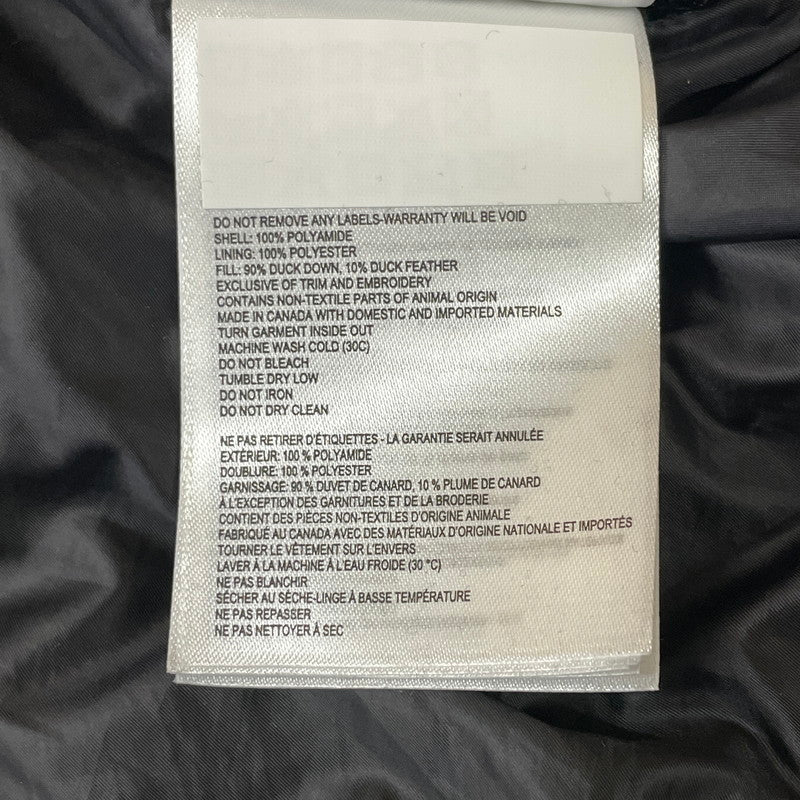 DO NOT REMOVE ANY LABELS-WARRANTY WILL BE VOID
SHELL: 100% POLYAMIDE
LINING: 100% POLYESTER
FILL: 90% DUCK DOWN, 10% DUCK FEATHER
EXCLUSIVE OF TRIM AND EMBROIDERY
CONTAINS NON-TEXTILE PARTS OF ANIMAL ORIGIN
MADE IN CANADA WITH DOMESTIC AND IMPORTED MATERIALS
TURN GARMENT INSIDE OUT
MACHINE WASH COLD (30C)
DO NOT BLEACH
TUMBLE DRY LOW
DO NOT IRON
DO NOT DRY CLEAN
NE PAS RETIRER D'ÉTIQUETTES - LA GARANTIE SERAIT ANNULÉE
EXTÉRIEUR: 100 % POLYAMIDE
DOUBLURE: 100 % POLYESTER
GARNISSAGE: 90 % DUVET DE CANARD, 10 % PLUME DE CANARD
À L'EXCEPTION DES GARNITURES ET DE LA BRODERIE
CONTIENT DES PIÈCES NON-TEXTILES D'ORIGINE ANIMALE
FABRIQUÉ AU CANADA AVEC DES MATÉRIAUX D'ORIGINE NATIONALE ET IMPORTÉS
TOURNER LE VÊTEMENT SUR L'ENVERS
LAVER À LA MACHINE À L'EAU FROIDE (30 °C)
NE PAS BLANCHIR
SÉCHER AU SÈCHE-LINGE À BASSE TEMPÉRATURE
NE PAS REPASSER
NE PAS NETTOYER À SEC